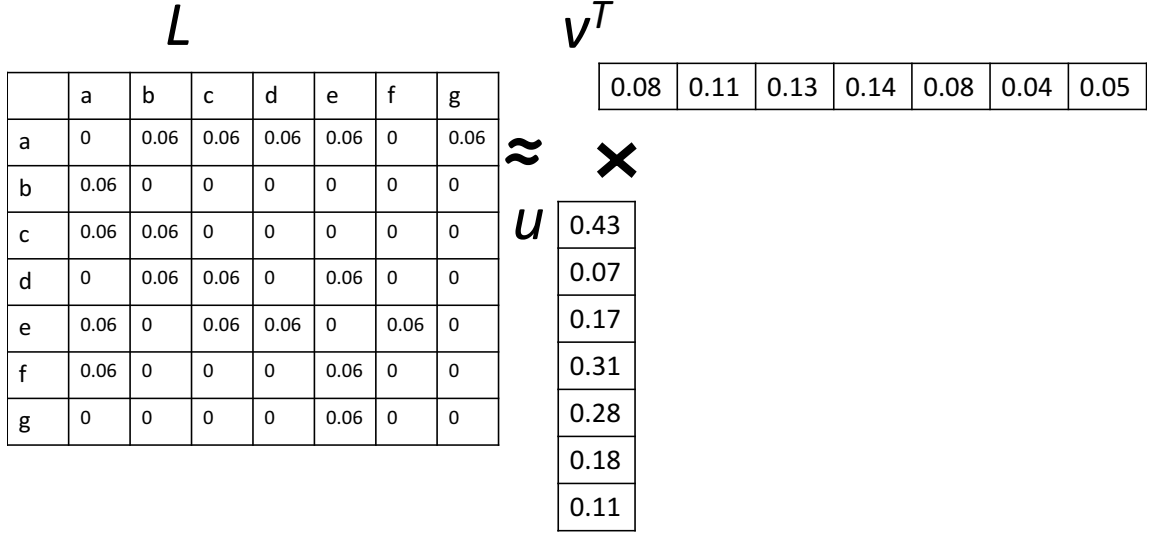 L
v^T
0.08 0.11 0.13 0.14 0.08 0.04 0.05
a b c d e f g
a 0 0.06 0.06 0.06 0.06 0 0.06
≈ ×
b 0.06 0 0 0 0 0 0
c 0.06 0.06 0 0 0 0 0
d 0 0.06 0.06 0 0.06 0 0
e 0.06 0 0.06 0.06 0 0.06 0
f 0.06 0 0 0 0.06 0 0
g 0 0 0 0 0.06 0 0
u
0.43
0.07
0.17
0.31
0.28
0.18
0.11